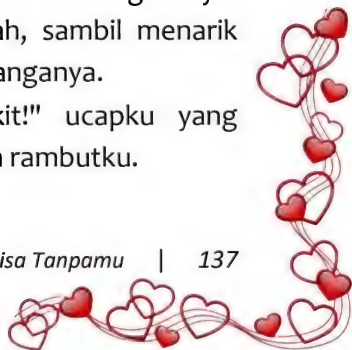 ah, sambil menarik
anganya.
kit!" ucapku yang
rambutku.
isa Tanpamu | 137